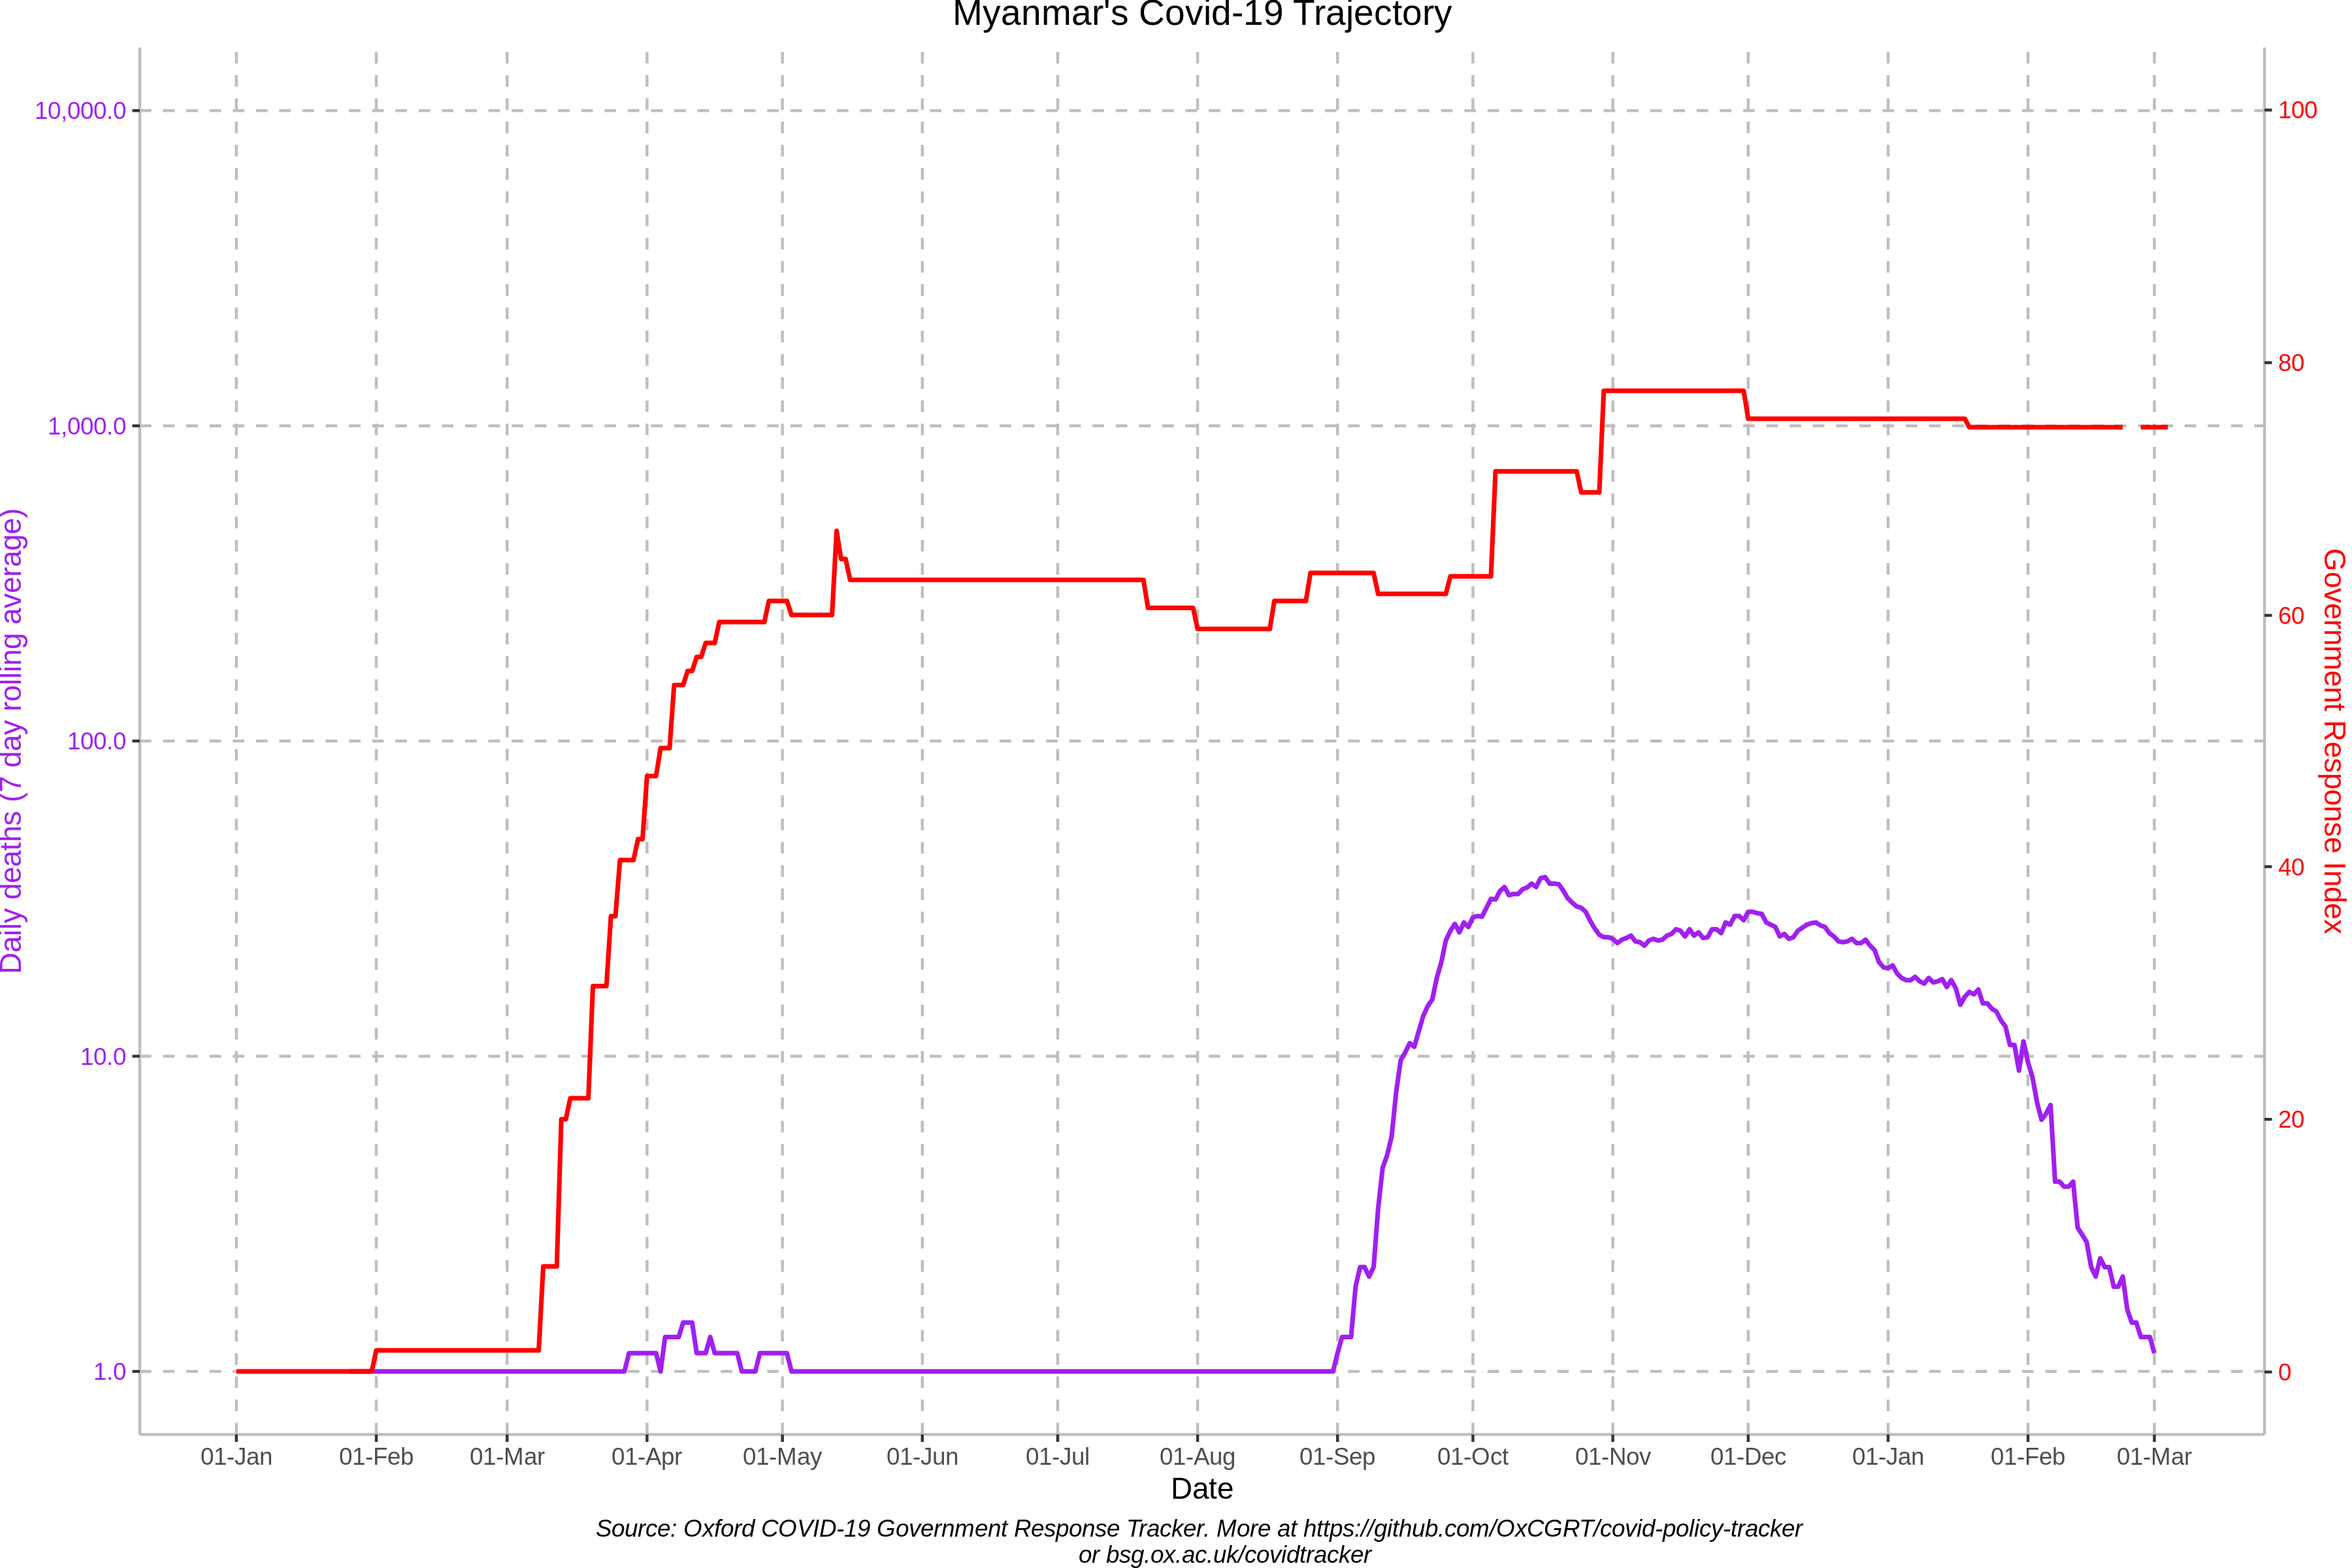 Myanmar's Covid-19 Trajectory
10,000.0
1,000.0
100.0
10.0
1.0
Daily deaths (7 day rolling average)
100
80
60
40
20
0
Government Response Index
01-Jan 01-Feb 01-Mar 01-Apr 01-May 01-Jun 01-Jul 01-Aug 01-Sep 01-Oct 01-Nov 01-Dec 01-Jan 01-Feb 01-Mar
Date
Source: Oxford COVID-19 Government Response Tracker. More at https://github.com/OxCGRT/covid-policy-tracker
or bsg.ox.ac.uk/covidtracker